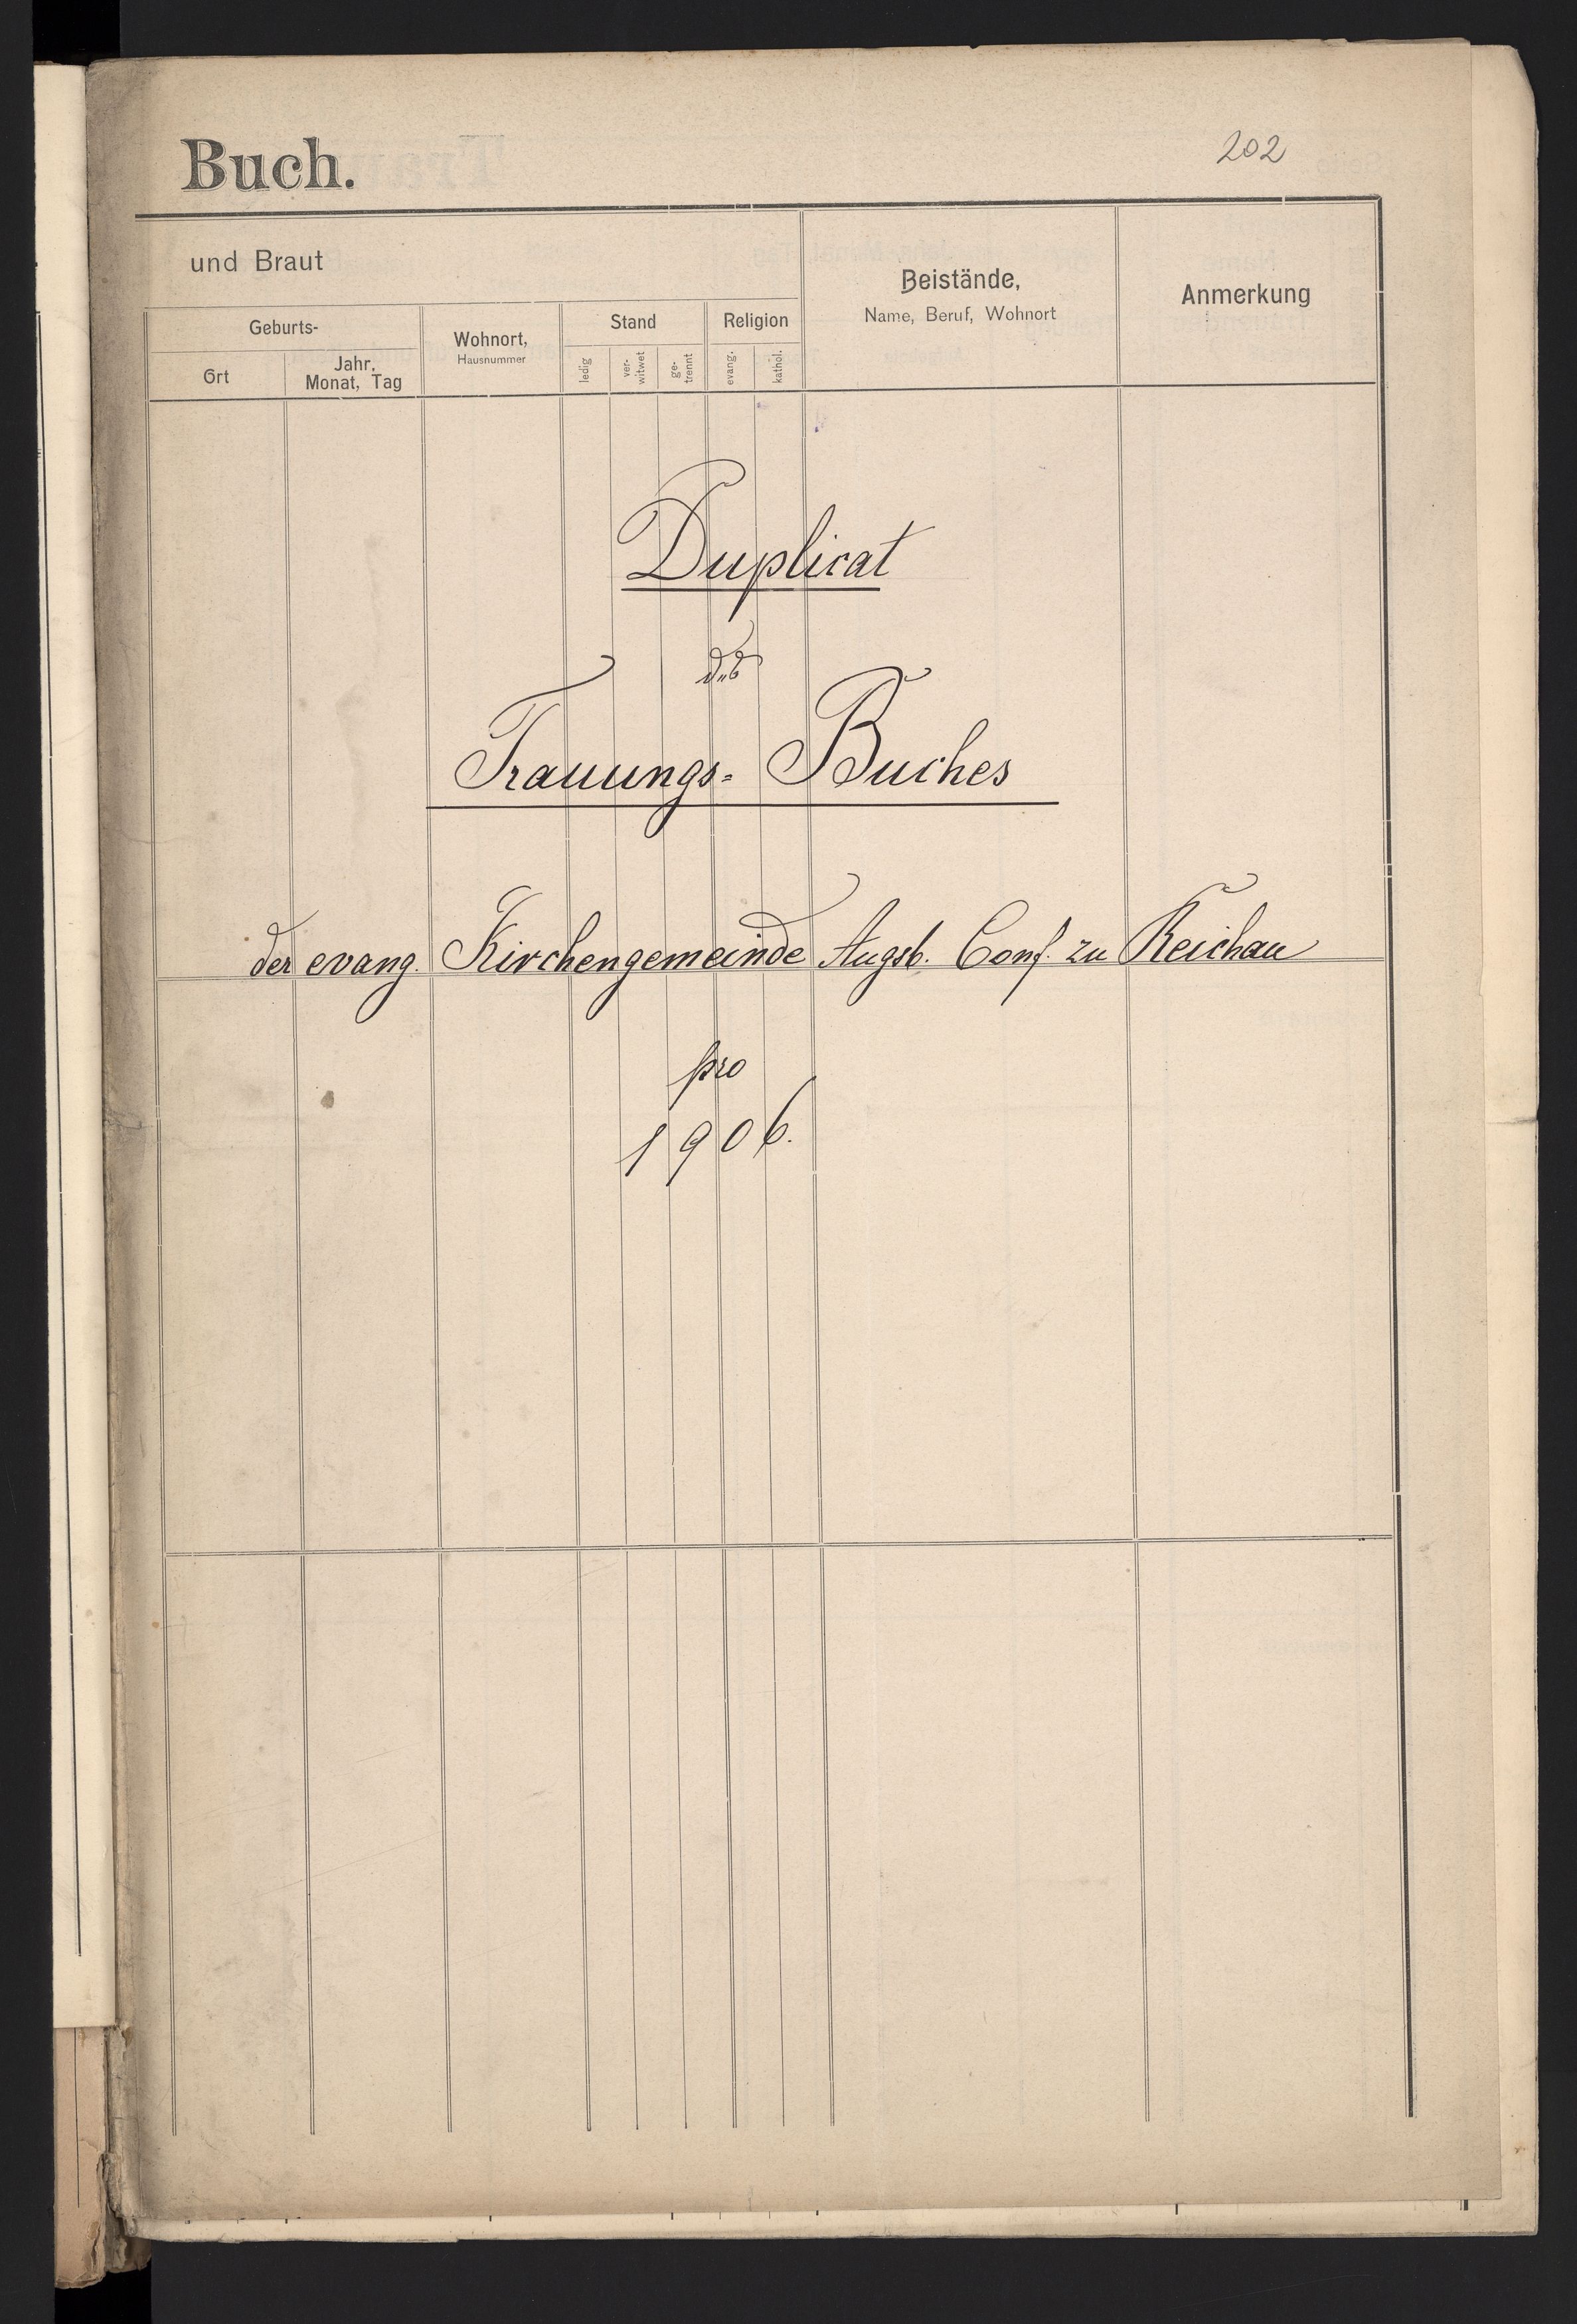 Buch.
202
und Braut
Beistände,
Name, Beruf, Wohnort
Anmerkung
Geburts-
Ort
Jahr,
Monat, Tag
Wohnort,
Hausnummer
Stand
ledig
ver-
witwet
ge-
trennt
Religion
evang.
kathol.
Duplicat
des
Trauungs= Buches
der evang. Kirchengemeinde Augsb. Conf. zu Reichau
pro
1906.